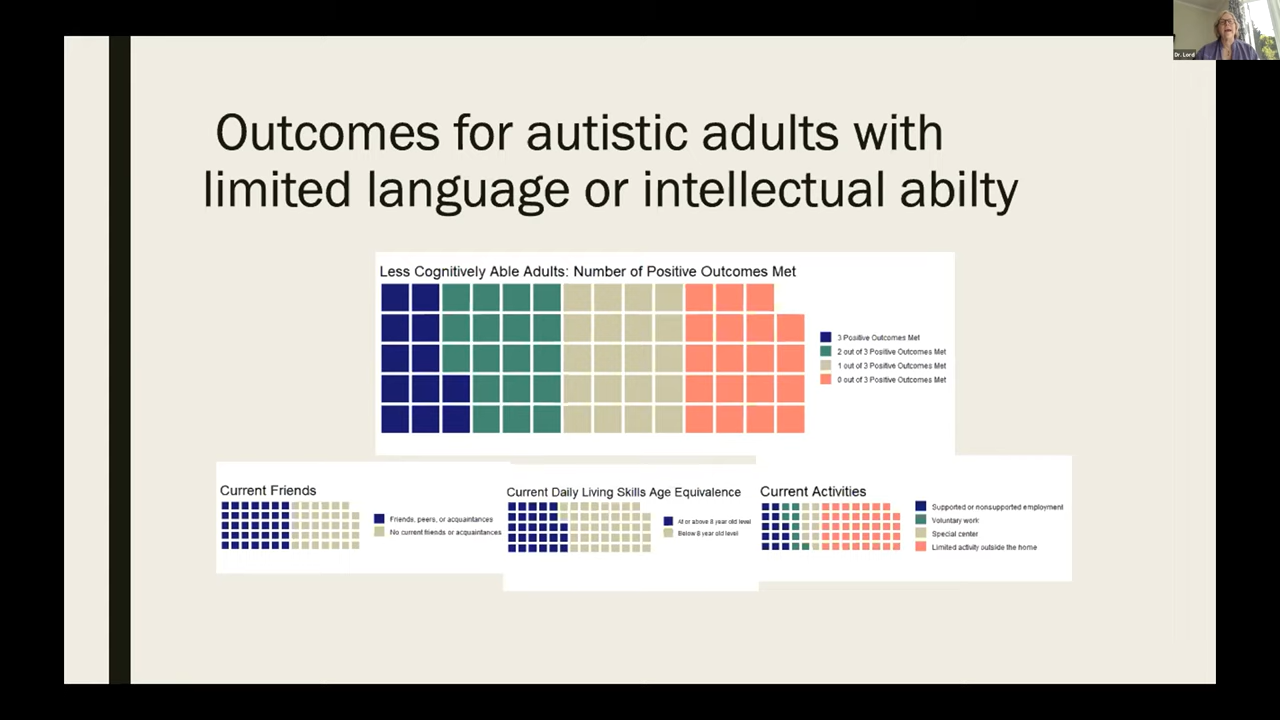 Dr. Lord
Outcomes for autistic adults with
limited language or intellectual abilty
Less Cognitively Able Adults: Number of Positive Outcomes Met
3 Positive Outcomes Met
2 out of 3 Positive Outcomes Met
1 out of 3 Positive Outcomes Met
0 out of 3 Positive Outcomes Met
Current Friends
Friends, peers, or acquaintances
No current friends or acquaintances
Current Daily Living Skills Age Equivalence
At or above 8 year old level
Below 8 year old level
Current Activities
Supported or nonsupported employment
Voluntary work
Special center
Limited activity outside the home